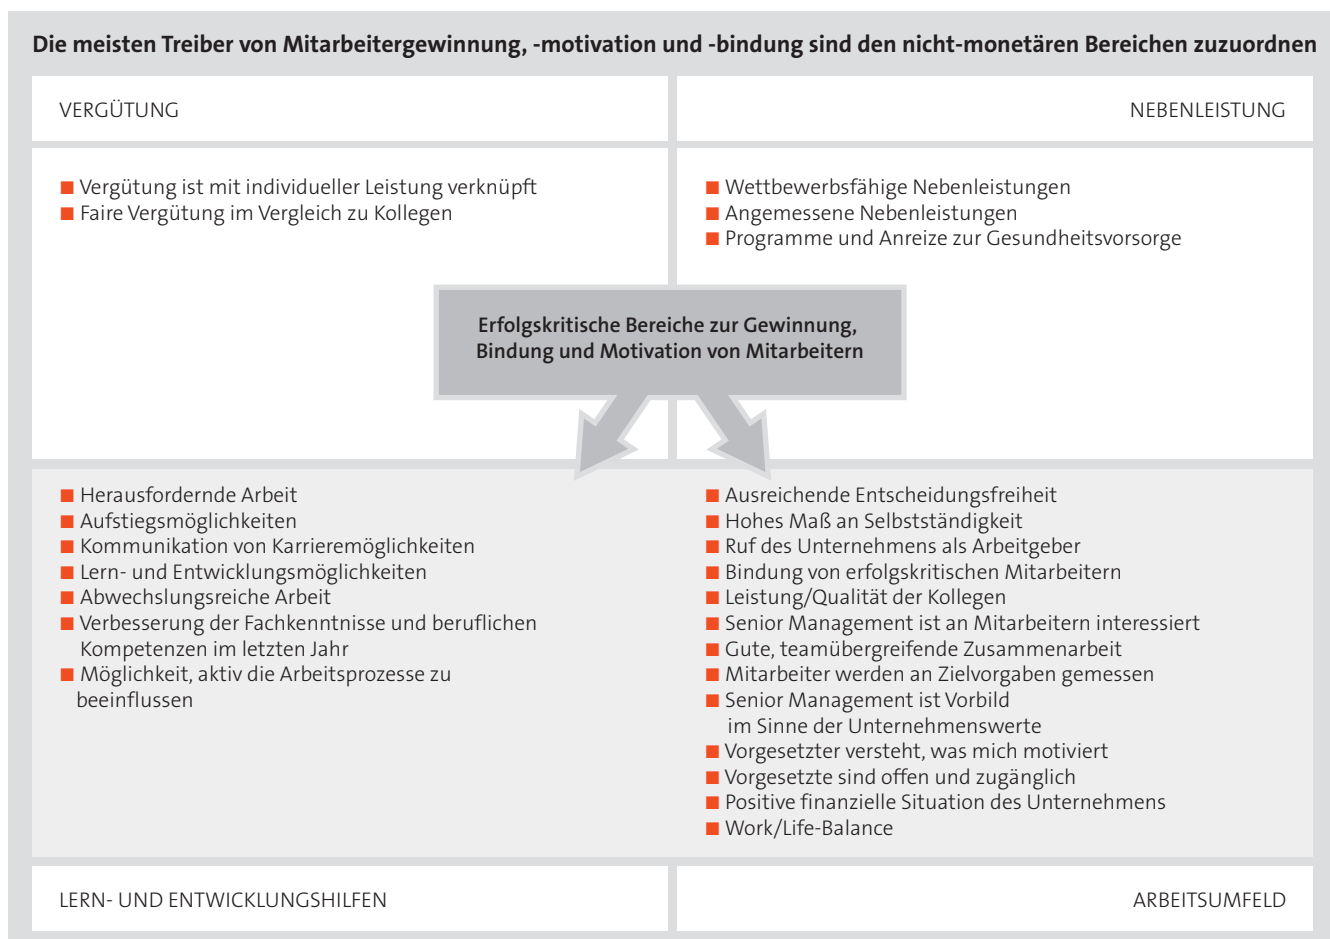 Die meisten Treiber von Mitarbeitergewinnung, -motivation und -bindung sind den nicht-monetären Bereichen zuzuordnen
VERGÜTUNG
NEBENLEISTUNG
■ Vergütung ist mit individueller Leistung verknüpft
■ Faire Vergütung im Vergleich zu Kollegen
■ Wettbewerbsfähige Nebenleistungen
■ Angemessene Nebenleistungen
■ Programme und Anreize zur Gesundheitsvorsorge
Erfolgskritische Bereiche zur Gewinnung,
Bindung und Motivation von Mitarbeitern
■ Herausfordernde Arbeit
■ Aufstiegsmöglichkeiten
■ Kommunikation von Karrieremöglichkeiten
■ Lern- und Entwicklungsmöglichkeiten
■ Abwechslungsreiche Arbeit
■ Verbesserung der Fachkenntnisse und beruflichen
Kompetenzen im letzten Jahr
■ Möglichkeit, aktiv die Arbeitsprozesse zu
beeinflussen
■ Ausreichende Entscheidungsfreiheit
■ Hohes Maß an Selbstständigkeit
■ Ruf des Unternehmens als Arbeitgeber
■ Bindung von erfolgskritischen Mitarbeitern
■ Leistung/Qualität der Kollegen
■ Senior Management ist an Mitarbeitern interessiert
■ Gute, teamübergreifende Zusammenarbeit
■ Mitarbeiter werden an Zielvorgaben gemessen
■ Senior Management ist Vorbild
im Sinne der Unternehmenswerte
■ Vorgesetzter versteht, was mich motiviert
■ Vorgesetzte sind offen und zugänglich
■ Positive finanzielle Situation des Unternehmens
■ Work/Life-Balance
LERN- UND ENTWICKLUNGSHILFEN
ARBEITSUMFELD